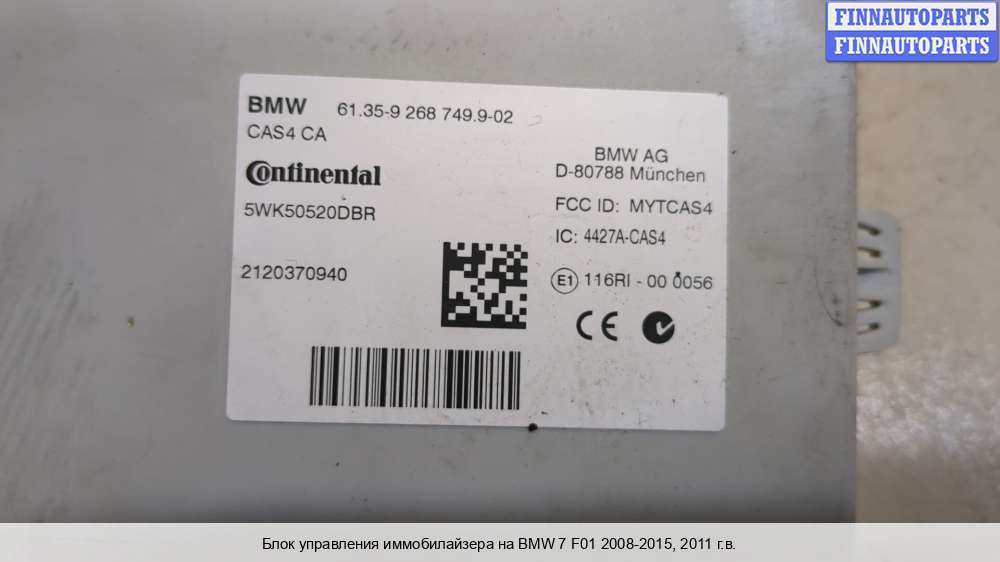 FINNAUTOPARTS
FINNAUTOPARTS
BMW 61.35-9 268 749.9-02
CAS4 CA
Continental
5WK50520DBR
2120370940
BMW AG
D-80788 München
FCC ID: MYTCAS4
IC: 4427A-CAS4
E1 116RI - 00 0056
CE
Блок управления иммобилайзера на BMW 7 F01 2008-2015, 2011 г.в.